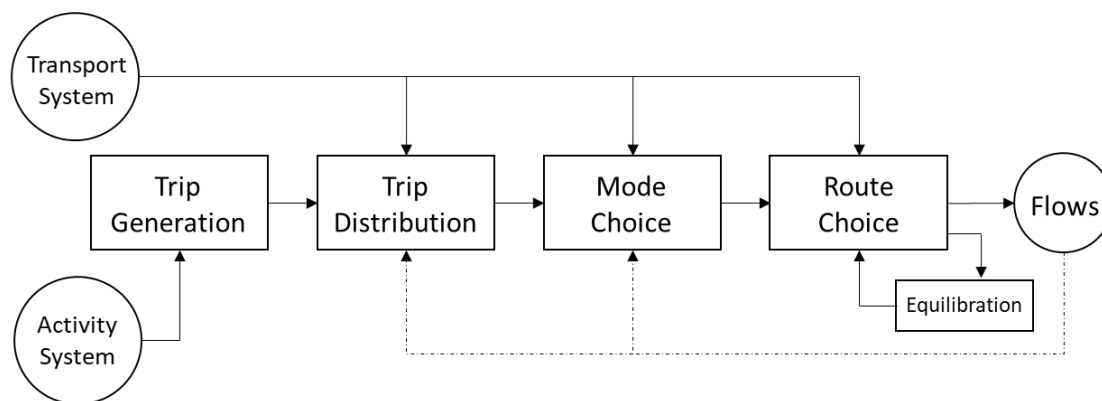 Transport
System
Trip
Generation
Trip
Distribution
Mode
Choice
Route
Choice
Flows
Equilibration
Activity
System